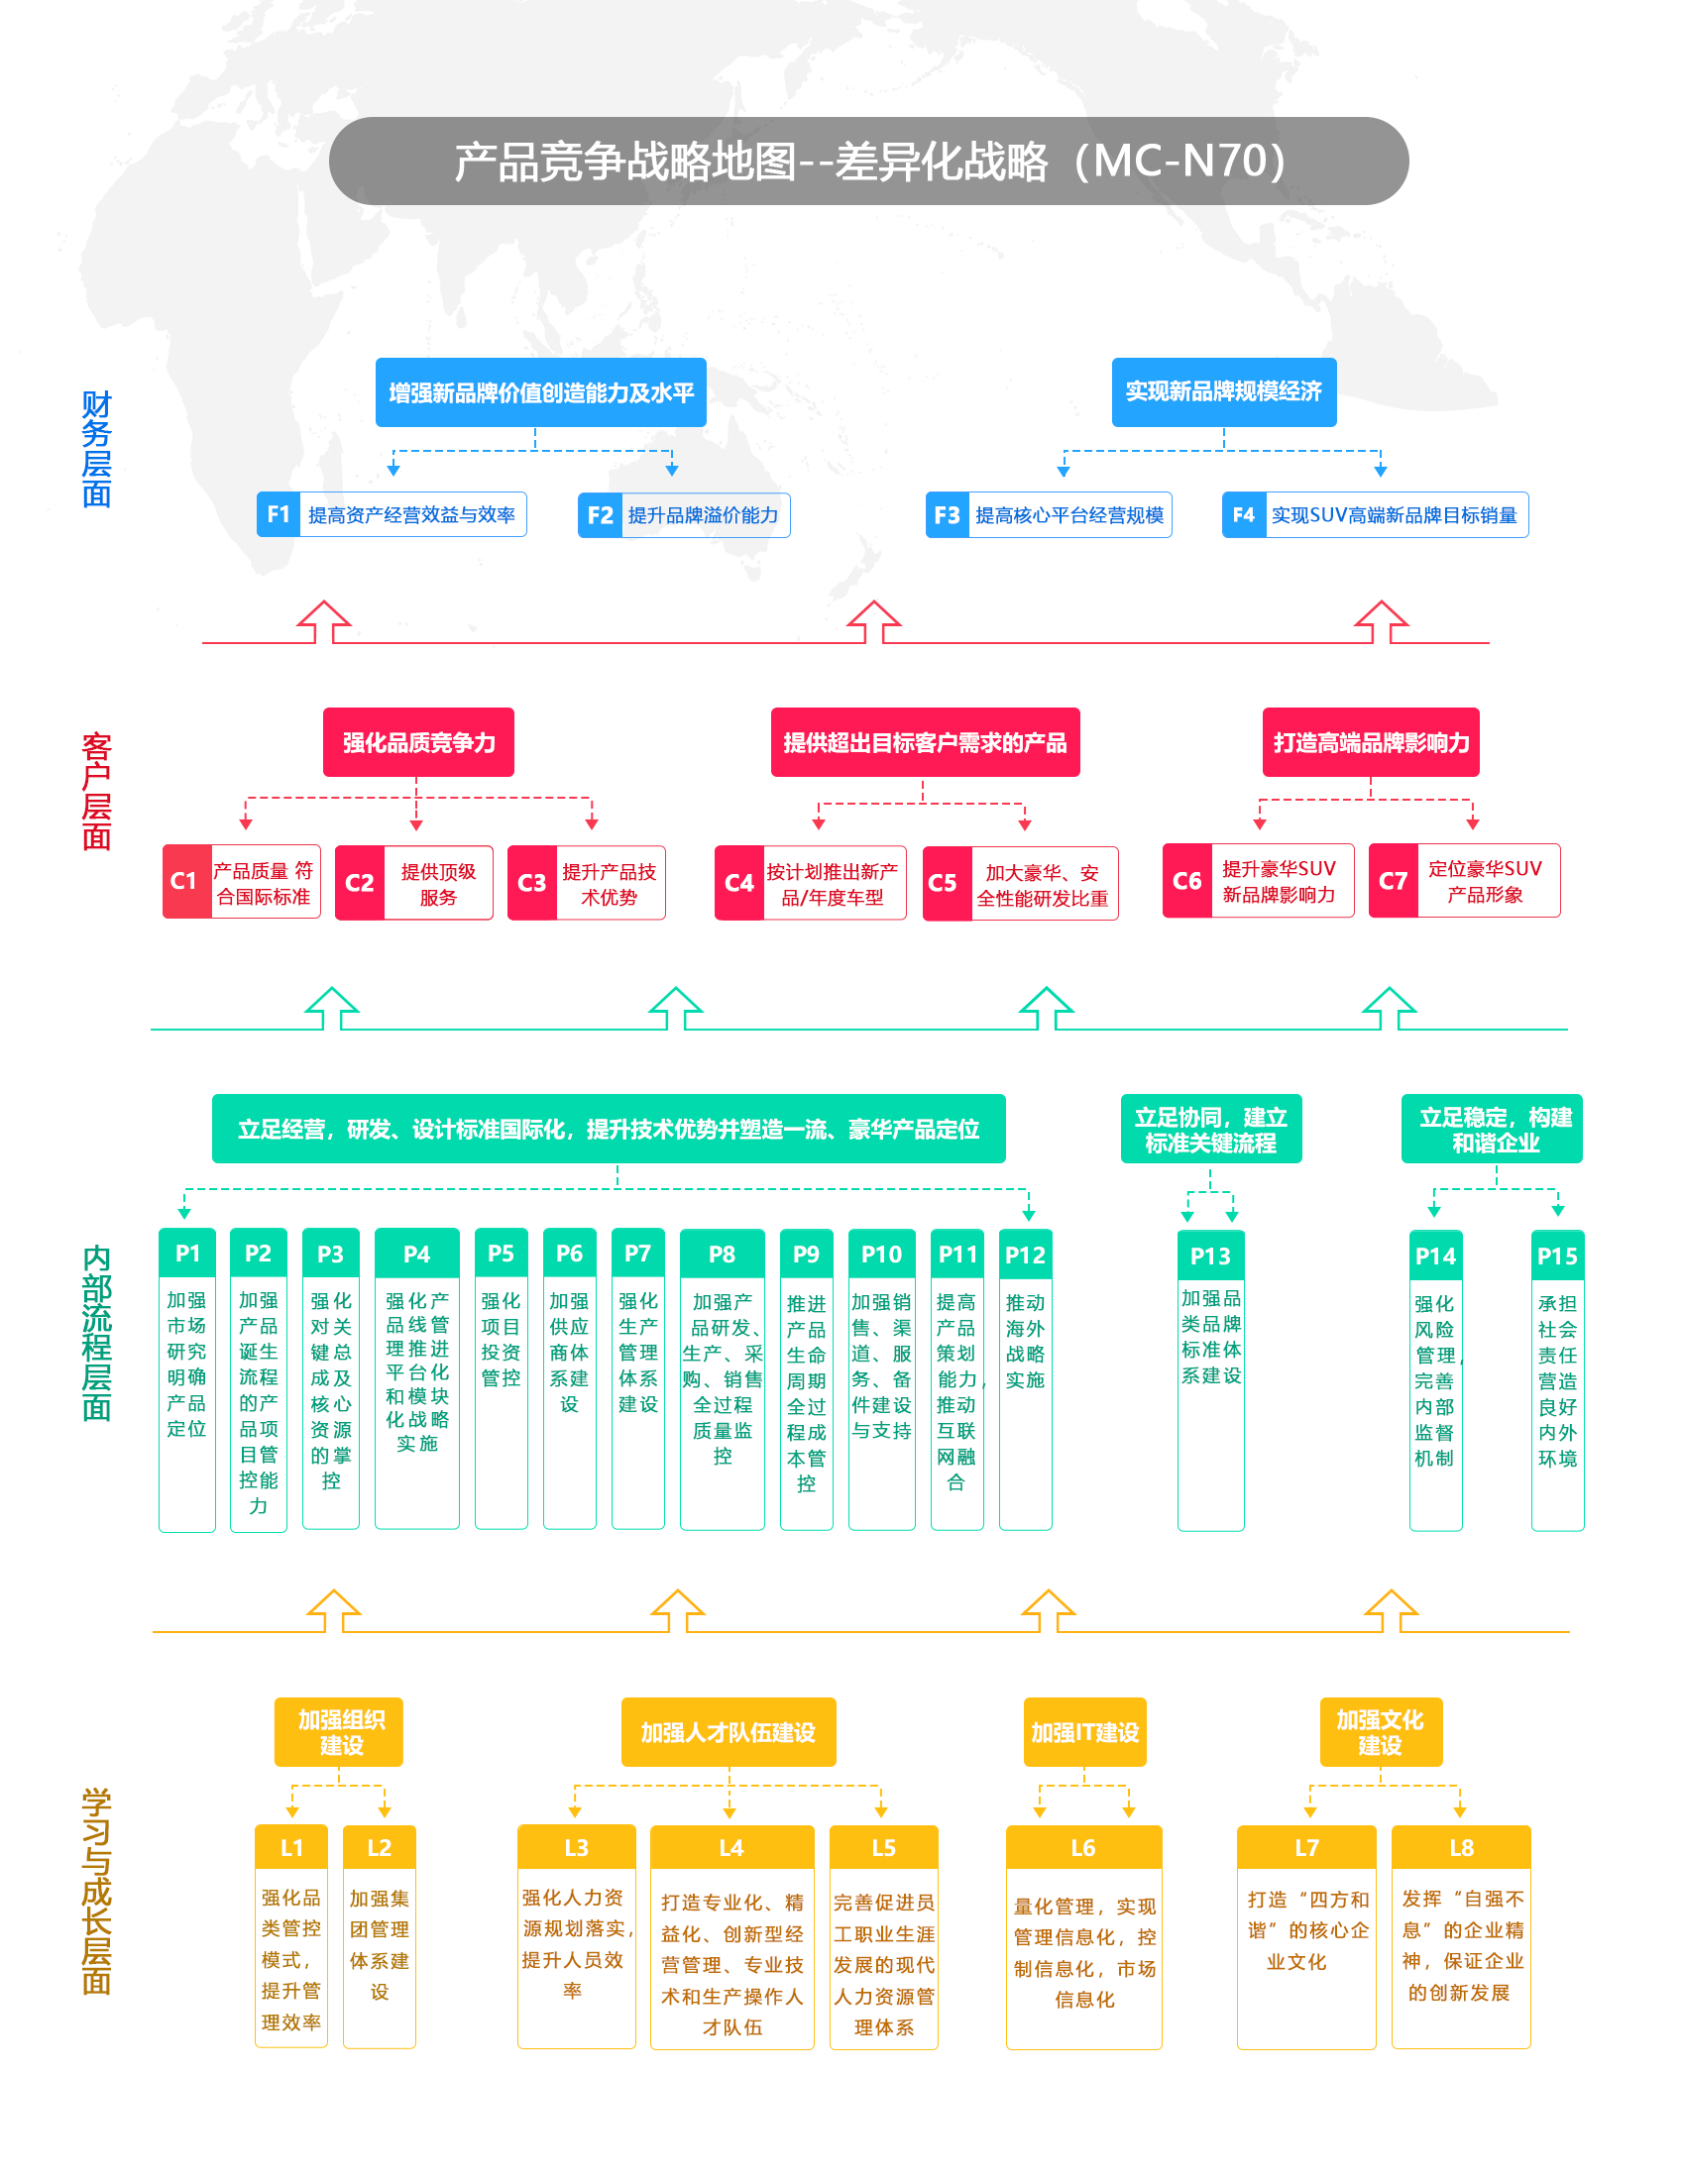 产品竞争战略地图--差异化战略（MC-N70）
财务层面
增强新品牌价值创造能力及水平
实现新品牌规模经济
F1
提高资产经营效益与效率
F2
提升品牌溢价能力
F3
提高核心平台经营规模
F4
实现SUV高端新品牌目标销量
客户层面
强化品质竞争力
提供超出目标客户需求的产品
打造高端品牌影响力
C1
产品质量 符
合国际标准
C2
提供顶级
服务
C3
提升产品技
术优势
C4
按计划推出新产
品/年度车型
C5
加大豪华、安
全性能研发比重
C6
提升豪华SUV
新品牌影响力
C7
定位豪华SUV
产品形象
内部流程层面
立足经营，研发、设计标准国际化，提升技术优势并塑造一流、豪华产品定位
立足协同，建立
标准关键流程
立足稳定，构建
和谐企业
P1
加强
市场
研究
明确
产品
定位
P2
加强
产品
诞生
流程
的产
品项
目管
控能
力
P3
强化
对关
键总
成及
核心
资源
的掌
控
P4
强化产
品线管
理推进
平台化
和模块
化战略
实施
P5
强化
项目
投资
管控
P6
加强
供应
商体
系建
设
P7
强化
生产
管理
体系
建设
P8
加强产
品研发、
生产、采
购、销售
全过程
质量监
控
P9
推进
产品
生命
周期
全过
程成
本管
控
P10
加强销
售、渠
道、服
务、备
件建设
与支持
P11
提高
产品
策划
能力，
推动
互联
网融
合
P12
推动
海外
战略
实施
P13
加强品
类品牌
标准体
系建设
P14
强化
风险
管理，
完善
内部
监督
机制
P15
承担
社会
责任
营造
良好
内外
环境
学习与成长层面
加强组织
建设
加强人才队伍建设
加强IT建设
加强文化
建设
L1
强化品
类管控
模式，
提升管
理效率
L2
加强集
团管理
体系建
设
L3
强化人力资
源规划落实，
提升人员效
率
L4
打造专业化、精
益化、创新型经
营管理、专业技
术和生产操作人
才队伍
L5
完善促进员
工职业生涯
发展的现代
人力资源管
理体系
L6
量化管理，实现
管理信息化，控
制信息化，市场
信息化
L7
打造“四方和
谐”的核心企
业文化
L8
发挥“自强不
息”的企业精
神，保证企业
的创新发展